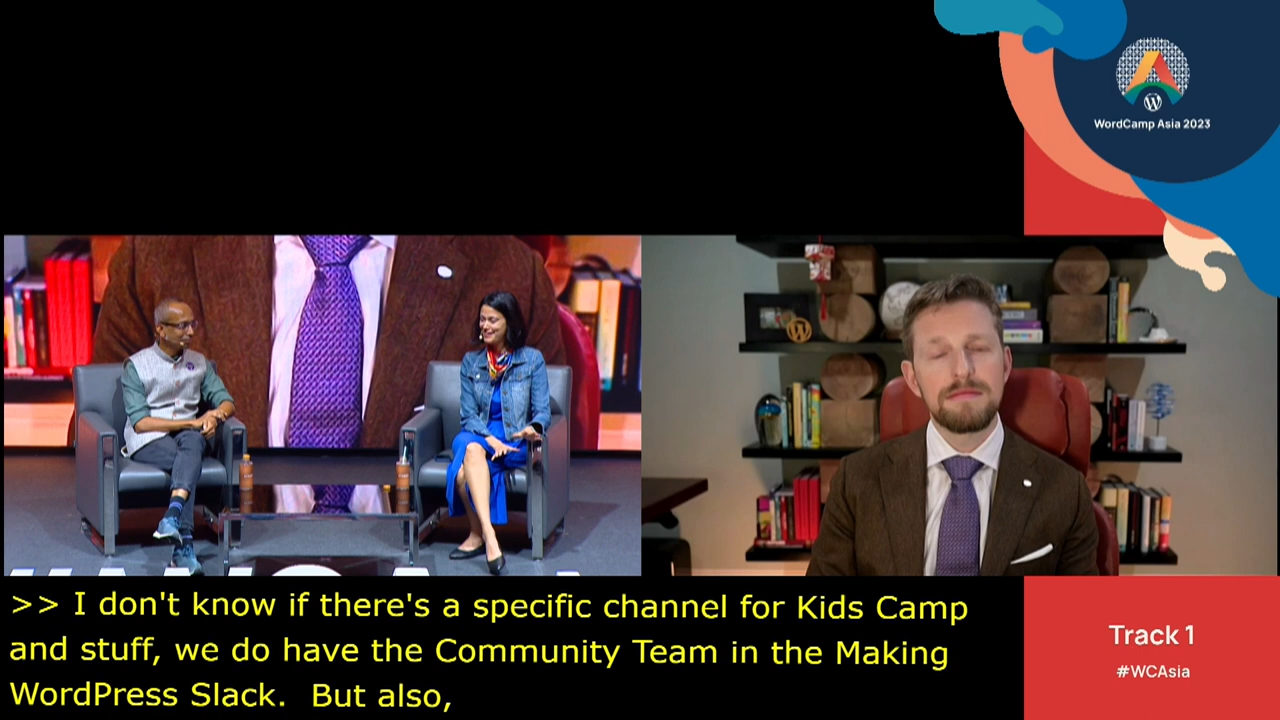 WordCamp Asia 2023
>> I don't know if there's a specific channel for Kids Camp
and stuff, we do have the Community Team in the Making
WordPress Slack.  But also,
Track 1
#WCAsia